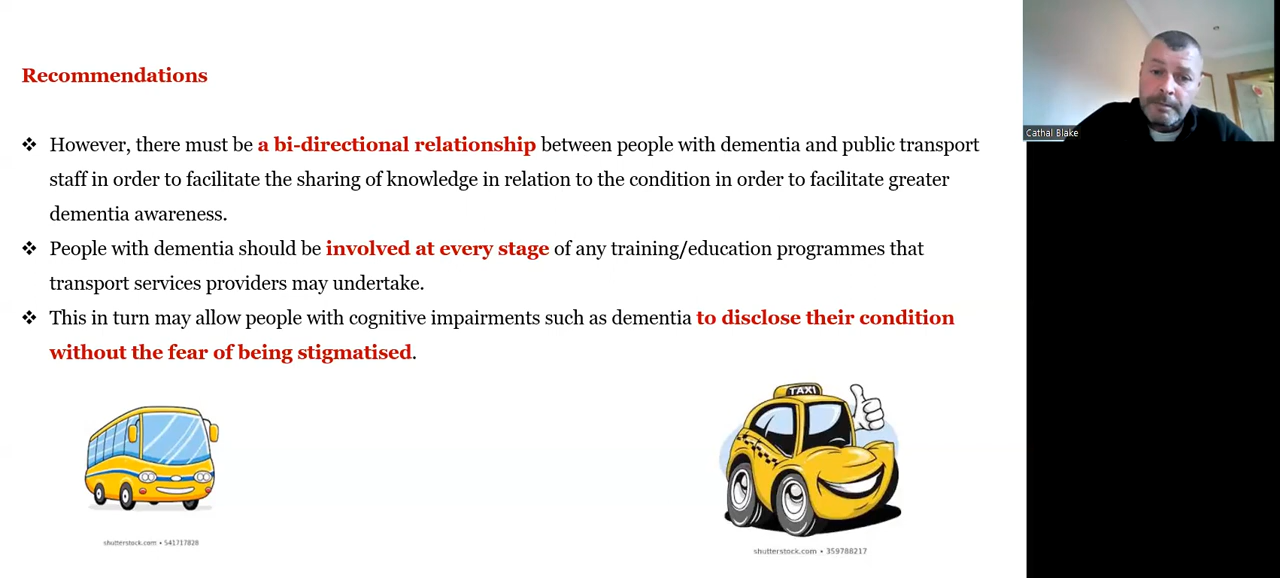 Recommendations
❖ However, there must be a bi-directional relationship between people with dementia and public transport
staff in order to facilitate the sharing of knowledge in relation to the condition in order to facilitate greater
dementia awareness.
❖ People with dementia should be involved at every stage of any training/education programmes that
transport services providers may undertake.
❖ This in turn may allow people with cognitive impairments such as dementia to disclose their condition
without the fear of being stigmatised.
TAXI
shutterstock.com • 541717828
shutterstock.com • 359788217
Cathal Blake